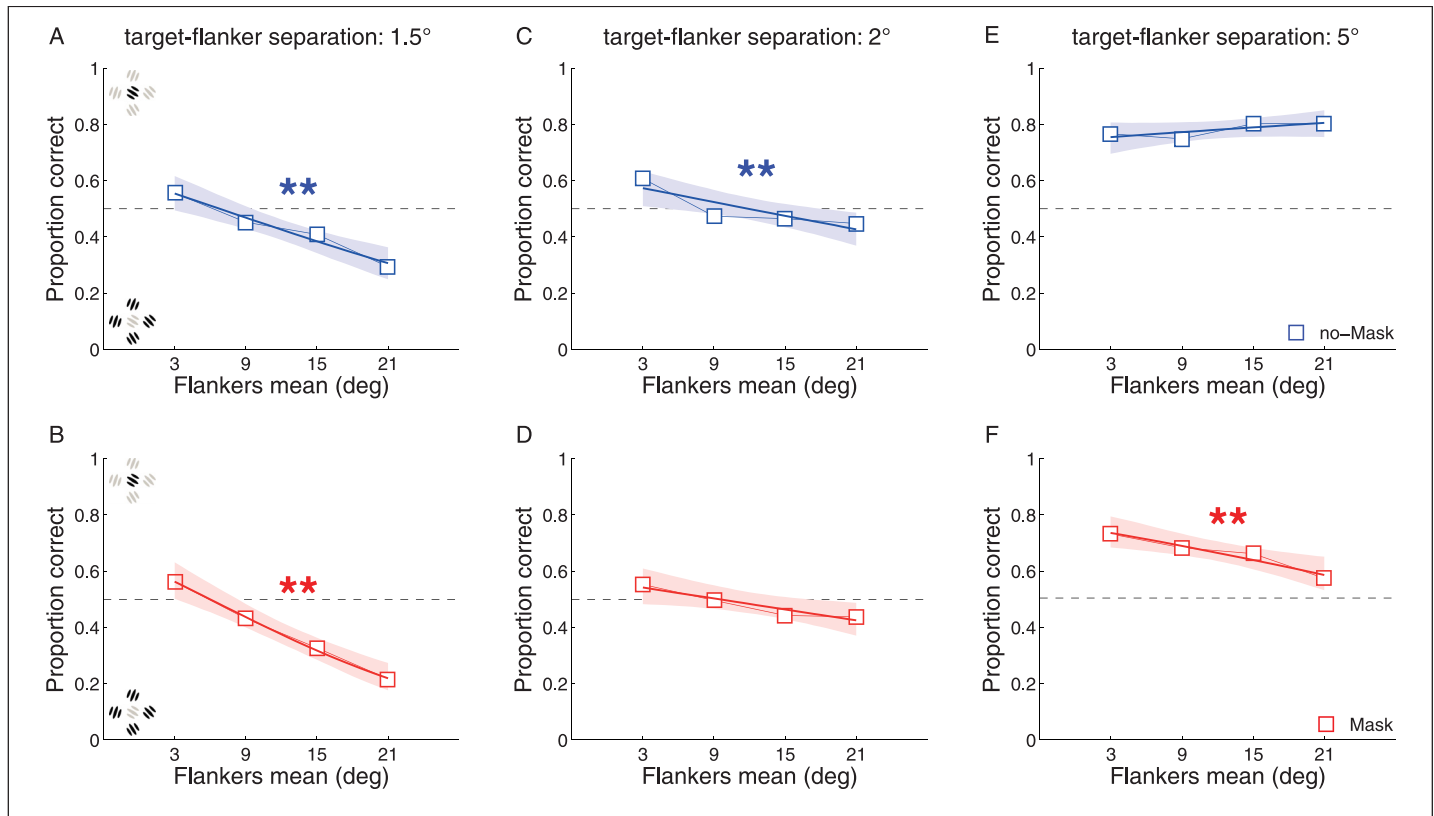 A target-flanker separation: 1.5°
Proportion correct
1
0.8
0.6
0.4
0.2
0
**
3 9 15 21
Flankers mean (deg)
C target-flanker separation: 2°
Proportion correct
1
0.8
0.6
0.4
0.2
0
**
3 9 15 21
Flankers mean (deg)
E target-flanker separation: 5°
Proportion correct
1
0.8
0.6
0.4
0.2
0
no–Mask
3 9 15 21
Flankers mean (deg)
B
Proportion correct
1
0.8
0.6
0.4
0.2
0
**
3 9 15 21
Flankers mean (deg)
D
Proportion correct
1
0.8
0.6
0.4
0.2
0
3 9 15 21
Flankers mean (deg)
F
Proportion correct
1
0.8
0.6
0.4
0.2
0
**
Mask
3 9 15 21
Flankers mean (deg)